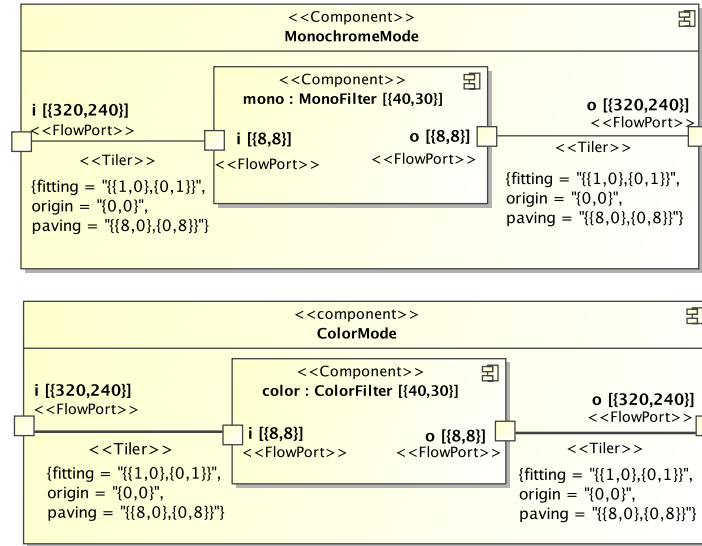 <<Component>>
MonochromeMode
<<Component>>
mono : MonoFilter [{40,30}]
i [{320,240}]
<<FlowPort>>
i [{8,8}]
<<FlowPort>>
o [{8,8}]
<<FlowPort>>
o [{320,240}]
<<FlowPort>>
<<Tiler>>
{fitting = "{{1,0},{0,1}}",
origin = "{0,0}",
paving = "{{8,0},{0,8}}"}
<<Tiler>>
{fitting = "{{1,0},{0,1}}",
origin = "{0,0}",
paving = "{{8,0},{0,8}}"}
<<component>>
ColorMode
<<Component>>
color : ColorFilter [{40,30}]
i [{320,240}]
<<FlowPort>>
i [{8,8}]
<<FlowPort>>
o [{8,8}]
<<FlowPort>>
o [{320,240}]
<<FlowPort>>
<<Tiler>>
{fitting = "{{1,0},{0,1}}",
origin = "{0,0}",
paving = "{{8,0},{0,8}}"}
<<Tiler>>
{fitting = "{{1,0},{0,1}}",
origin = "{0,0}",
paving = "{{8,0},{0,8}}"}